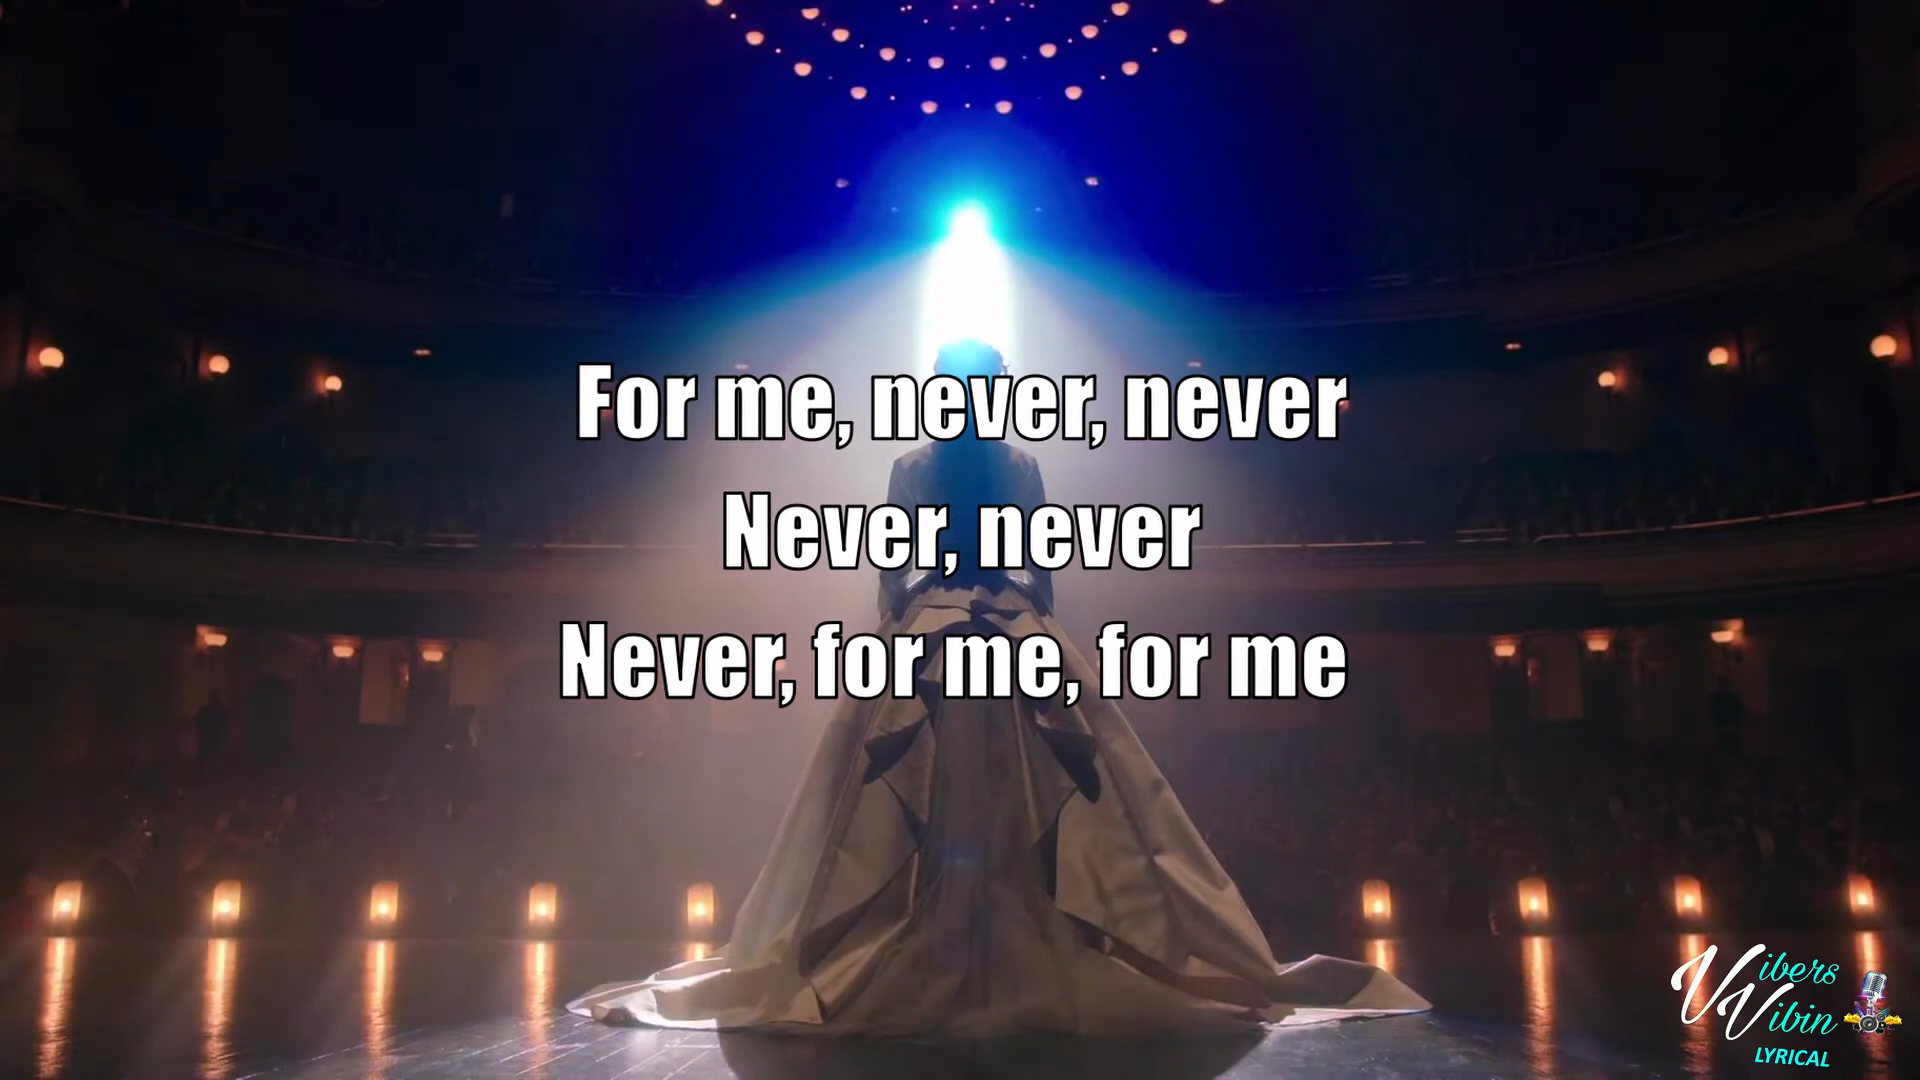 For me, never, never
Never, never
Never, for me, for me
Vibers
Vibin
LYRICAL